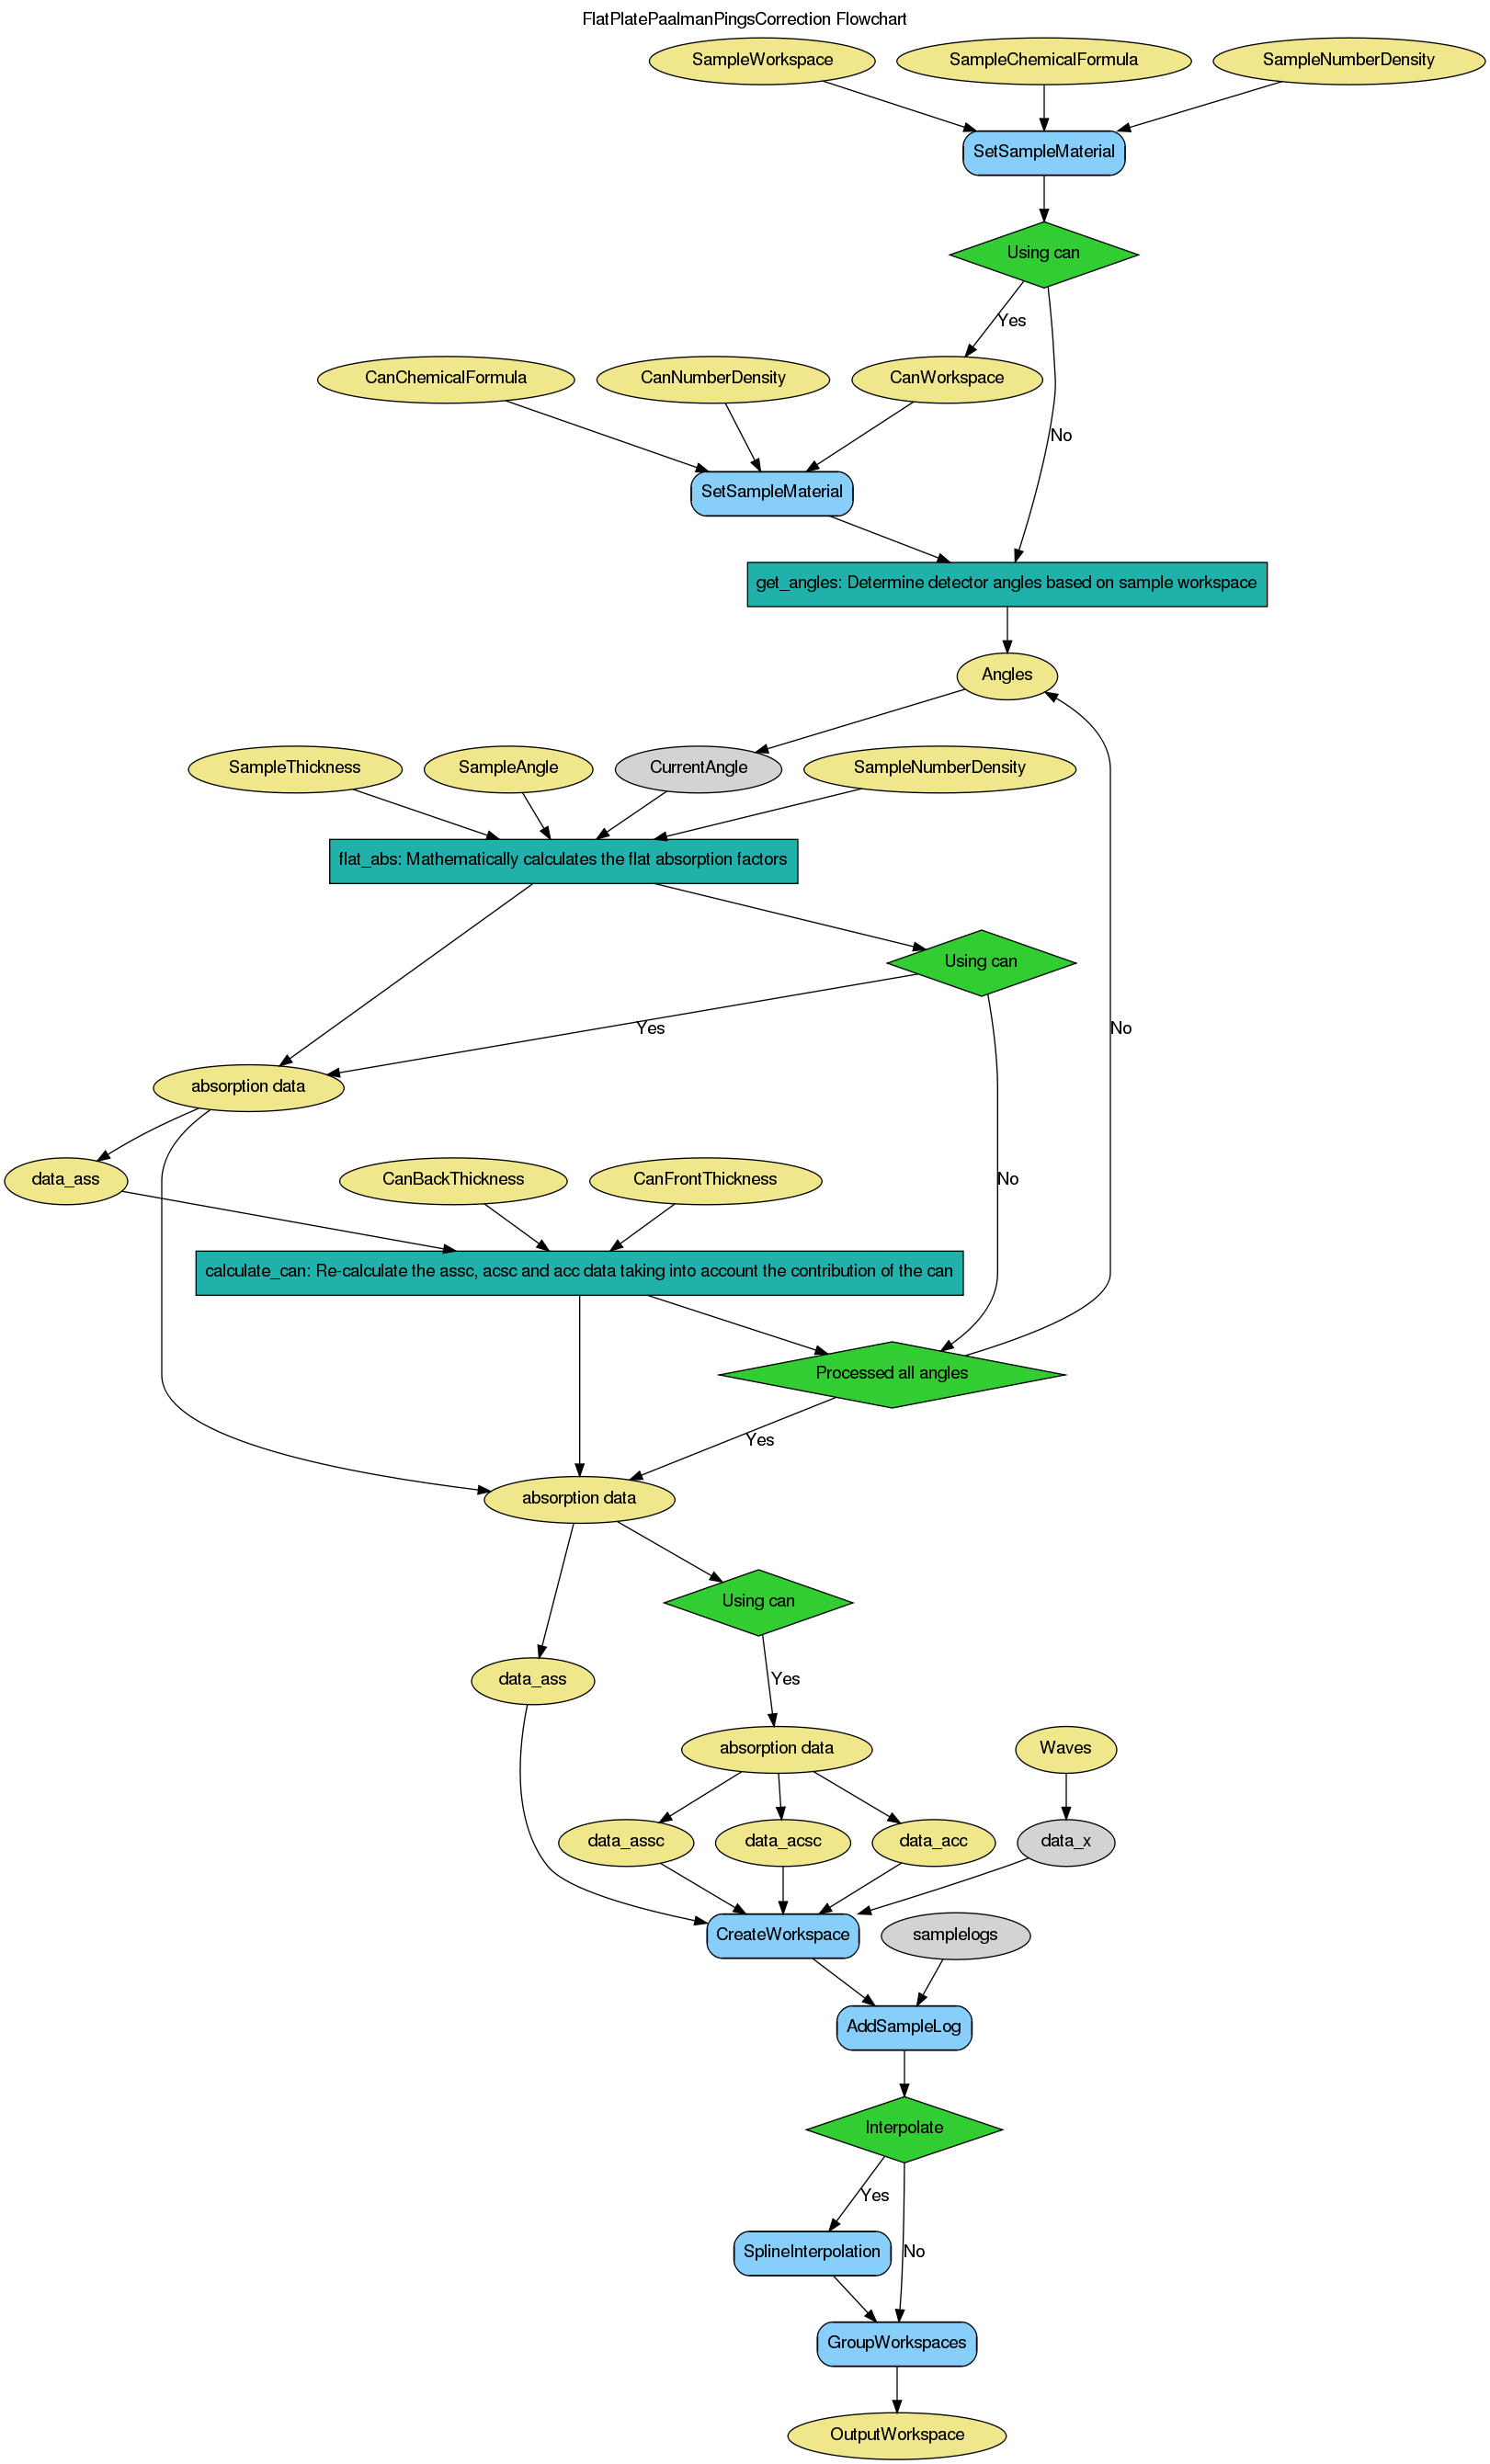 FlatPlatePaalmanPingsCorrection Flowchart
SampleWorkspace
SampleChemicalFormula
SampleNumberDensity
SetSampleMaterial
Using can
Yes
CanChemicalFormula
CanNumberDensity
CanWorkspace
No
SetSampleMaterial
get_angles: Determine detector angles based on sample workspace
Angles
SampleThickness
SampleAngle
CurrentAngle
SampleNumberDensity
flat_abs: Mathematically calculates the flat absorption factors
Using can
Yes
No
absorption data
data_ass
CanBackThickness
CanFrontThickness
No
calculate_can: Re-calculate the assc, acsc and acc data taking into account the contribution of the can
Processed all angles
Yes
absorption data
Using can
data_ass
Yes
absorption data
Waves
data_assc
data_acsc
data_acc
data_x
CreateWorkspace
samplelogs
AddSampleLog
Interpolate
Yes
SplineInterpolation
No
GroupWorkspaces
OutputWorkspace